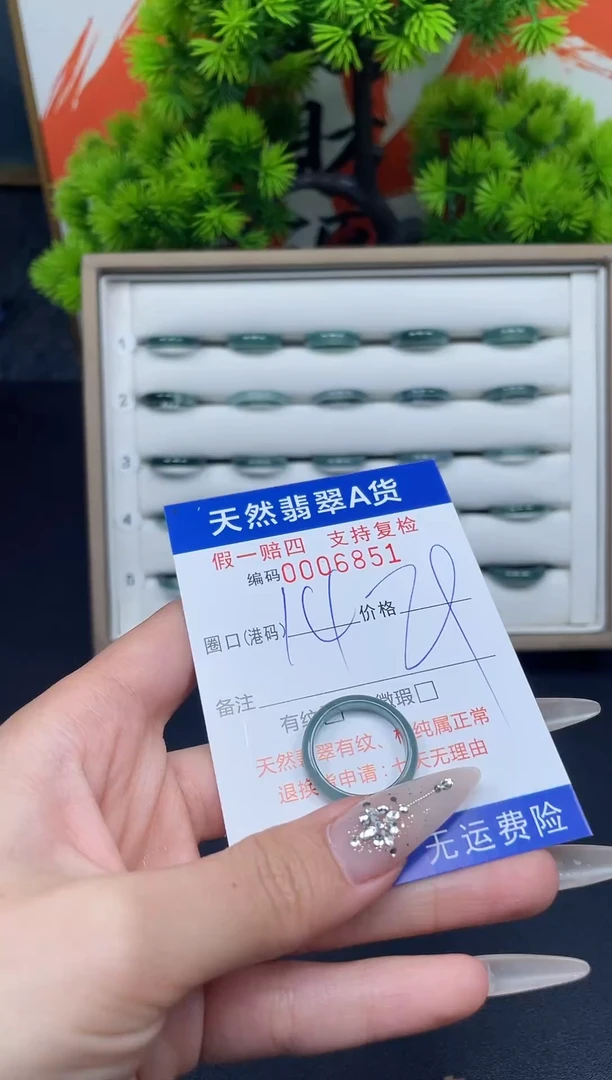 1
2
3
4
5
天然翡翠A货
假一赔四 支持复检
编码0006851
圈口(港码) 14 价格
备注
有纹 微瑕
天然翡翠有纹、 纯属正常
退换货申请：七天无理由
无运费险